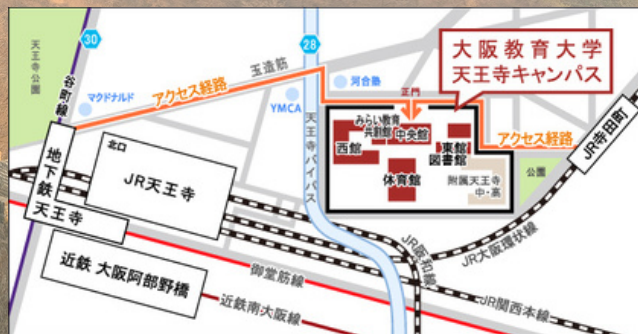 大阪教育大学
天王寺キャンパス
30
28
天王寺公園
谷町線
玉造筋
河合塾
正門
マクドナルド
アクセス経路
YMCA
天王寺バイパス
みらい教育
共創館
中央館
西館
東館
図書館
体育館
附属天王寺
中・高
アクセス経路
公園
JR寺田町
北口
JR天王寺
地下鉄
天王寺
近鉄 大阪阿部野橋
御堂筋線
近鉄南大阪線
JR阪和線
JR大阪環状線
JR関西本線